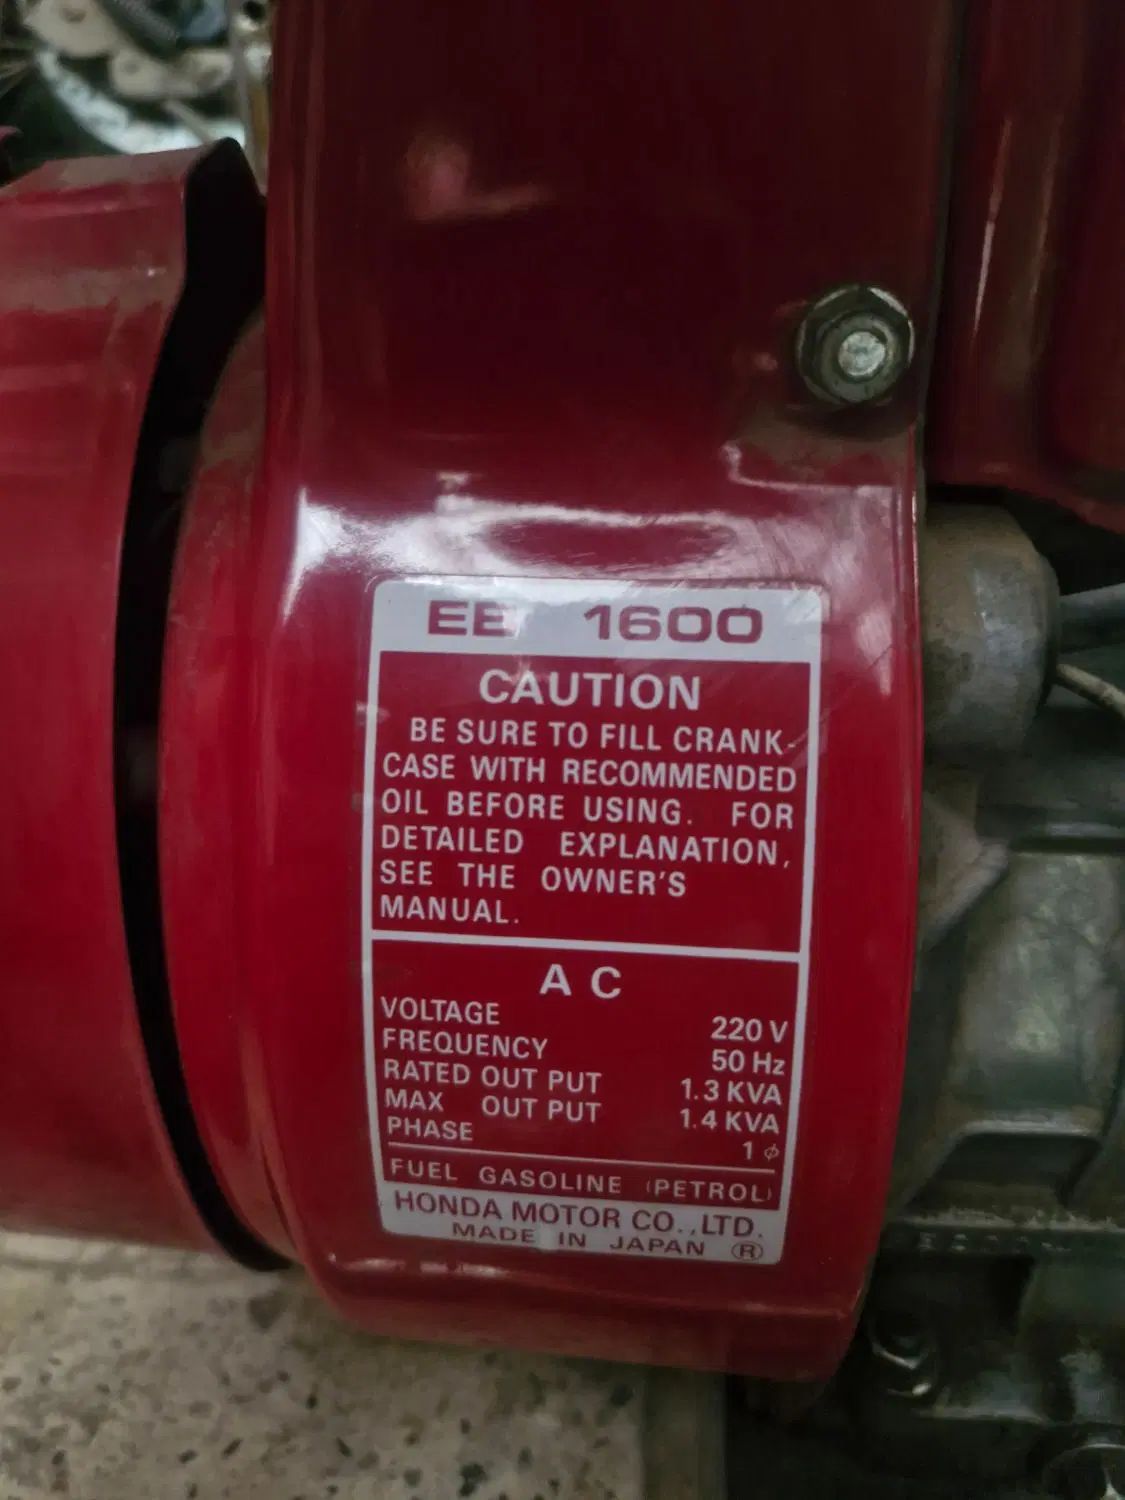 EE 1600
CAUTION
BE SURE TO FILL CRANK-
CASE WITH RECOMMENDED
OIL BEFORE USING. FOR
DETAILED EXPLANATION,
SEE THE OWNER'S
MANUAL.
A C
VOLTAGE 220 V
FREQUENCY 50 Hz
RATED OUT PUT 1.3 KVA
MAX OUT PUT 1.4 KVA
PHASE 1 ϕ
FUEL GASOLINE (PETROL)
HONDA MOTOR CO.,LTD.
MADE IN JAPAN ®